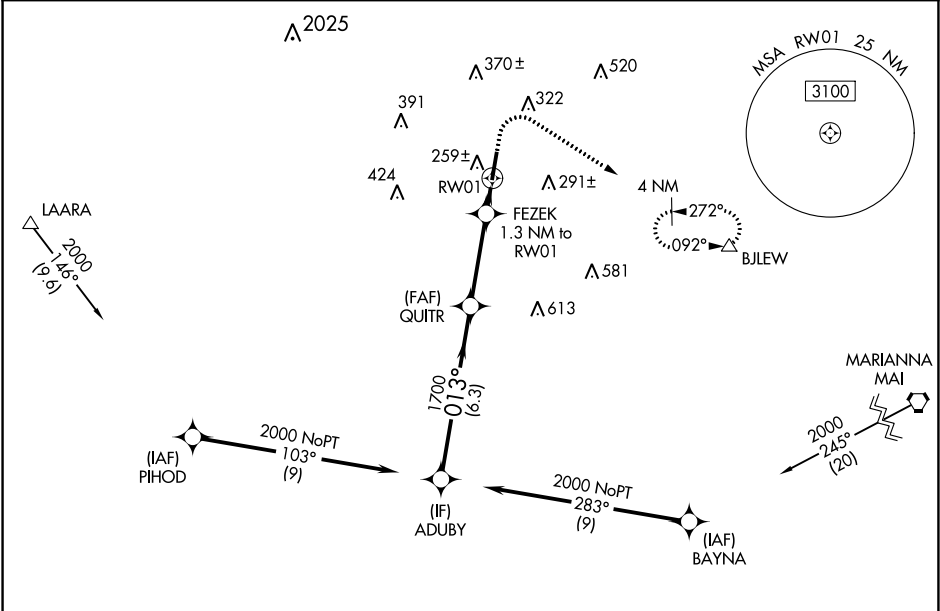 2025
370±
520
391
322
MSA RW01 25 NM
3100
259±
424
RW01
291±
4 NM
272°
092°
BJLEW
LAARA
2000
146°
(9.6)
FEZEK
1.3 NM to
RW01
581
613
(FAF)
QUITR
MARIANNA
MAI
2000
245°
(20)
1700
013°
(6.3)
2000 NoPT
103°
(9)
(IAF)
PIHOD
(IF)
ADUBY
2000 NoPT
283°
(9)
(IAF)
BAYNA